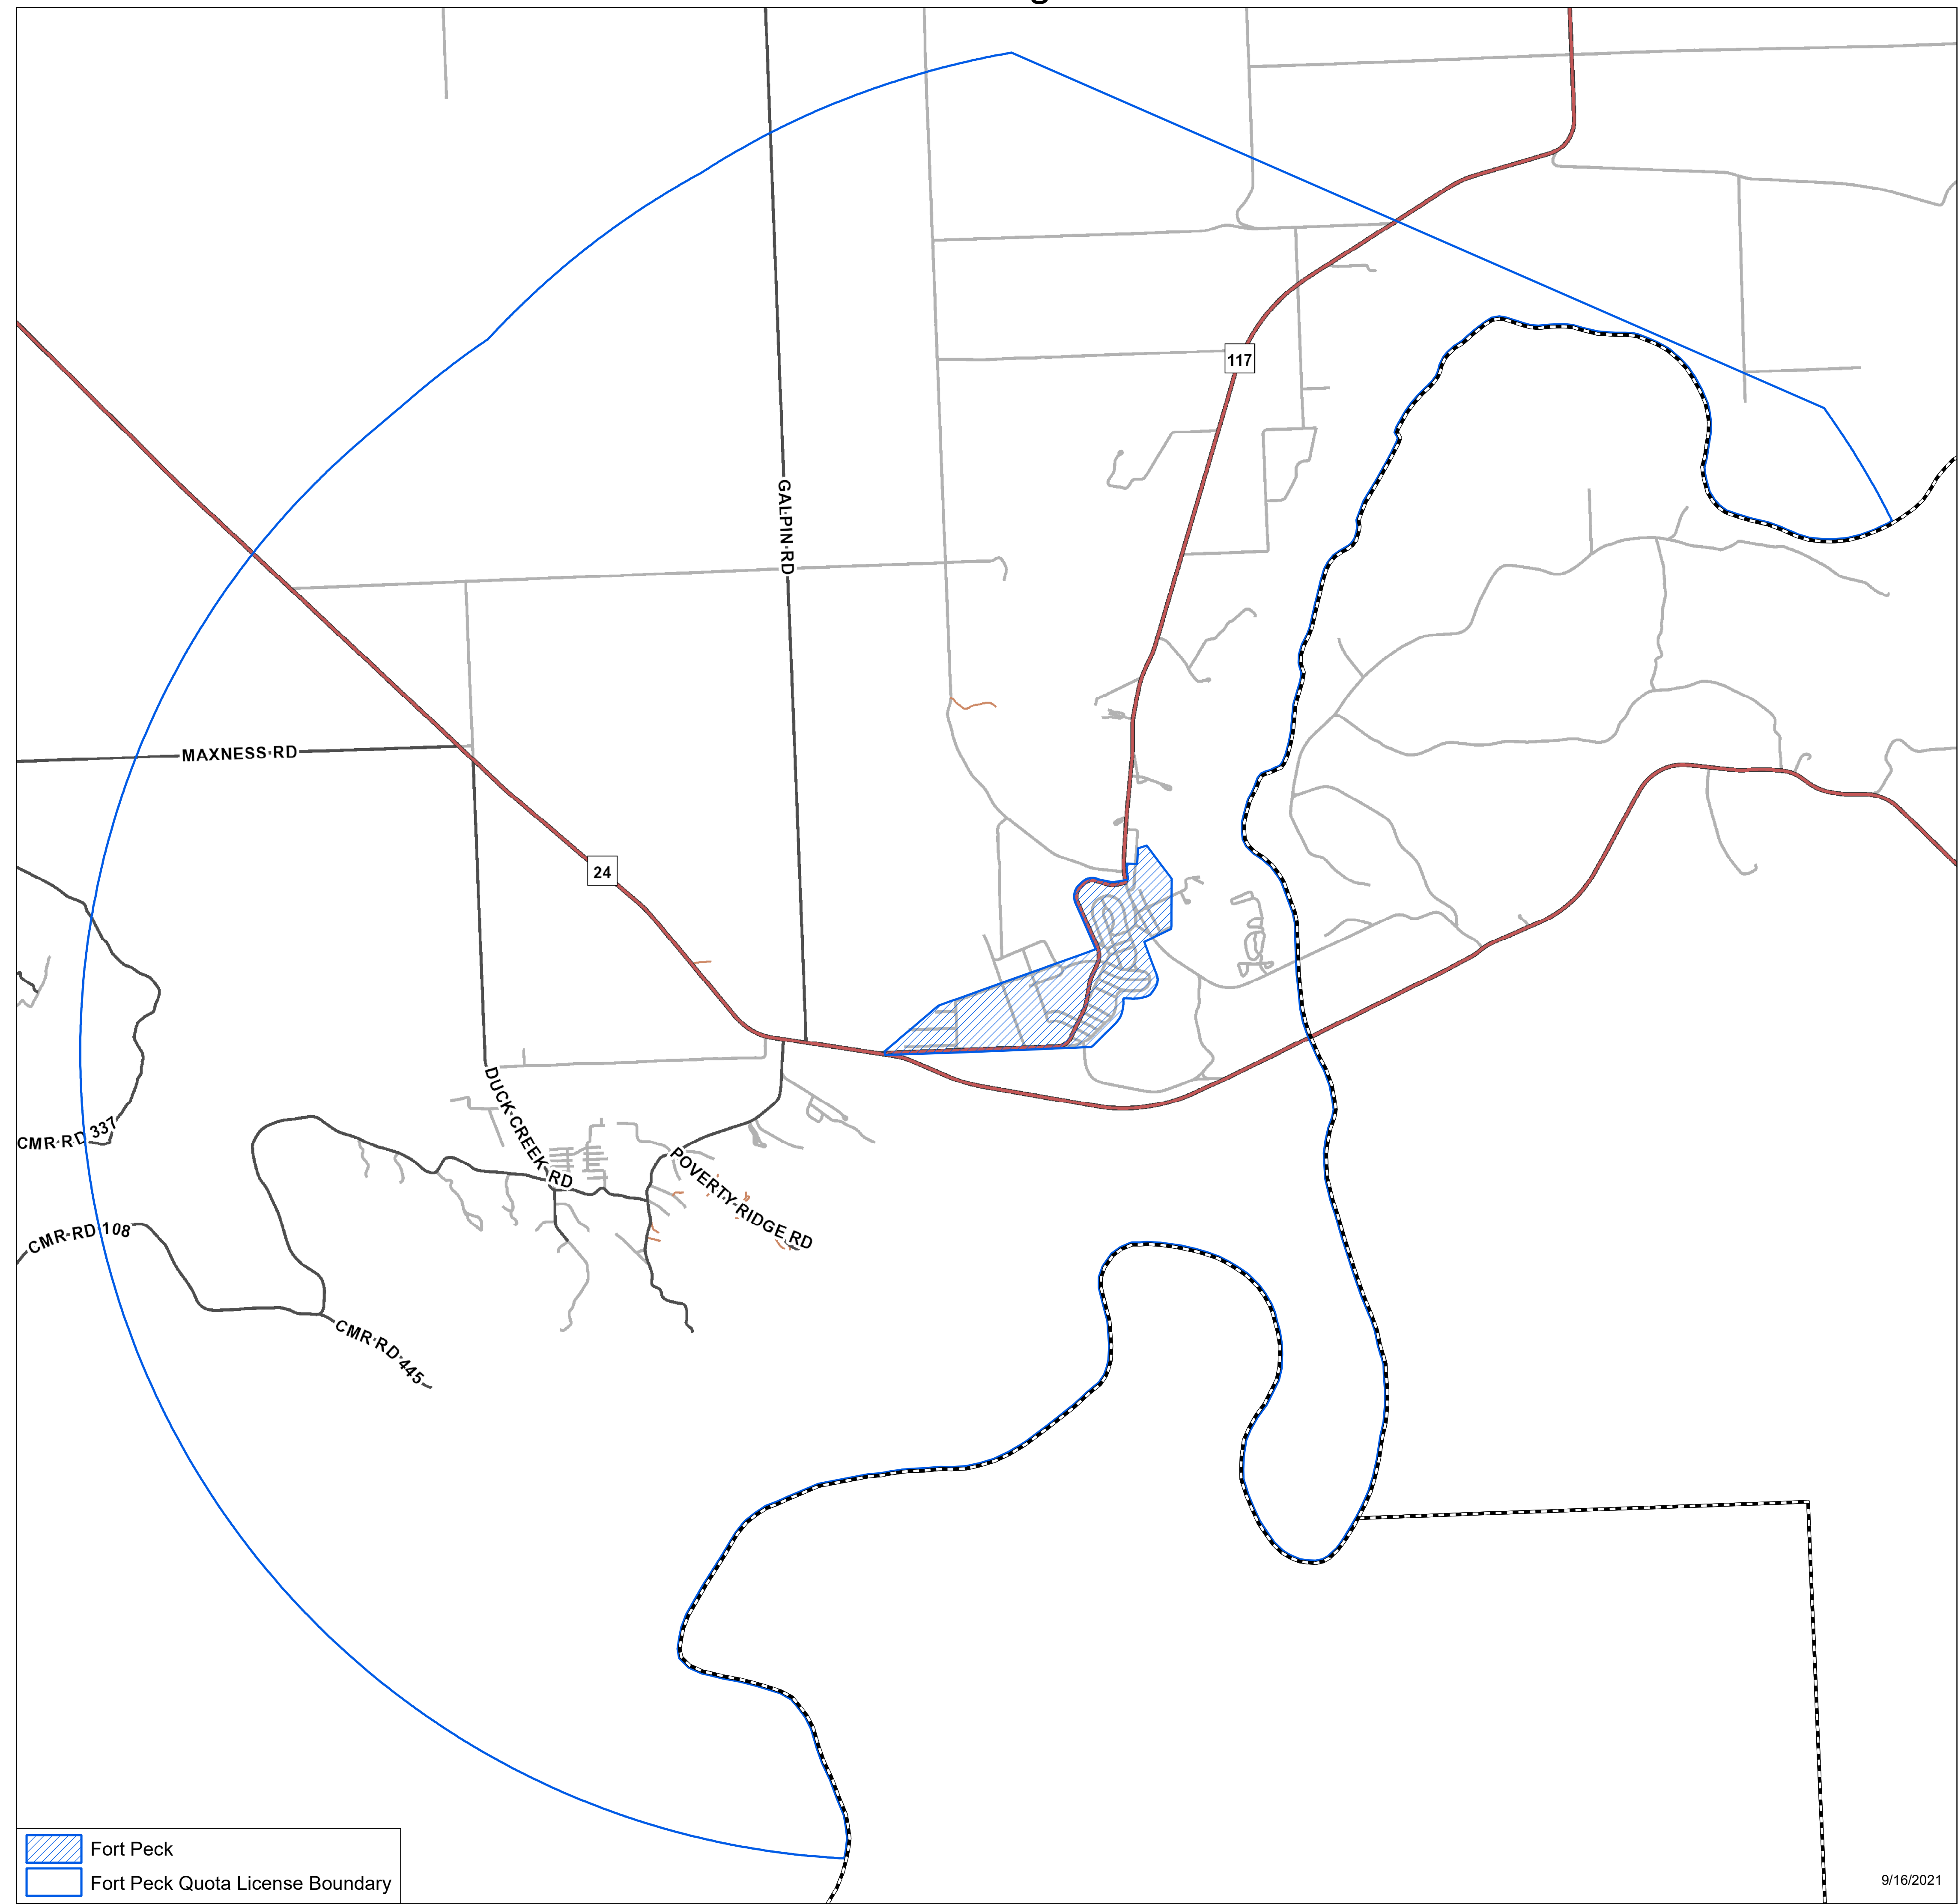 117
GALPIN RD
MAXNESS RD
24
DUCK CREEK RD
CMR RD 337
POVERTY RIDGE RD
CMR RD 108
CMR RD 445
Fort Peck
Fort Peck Quota License Boundary
9/16/2021